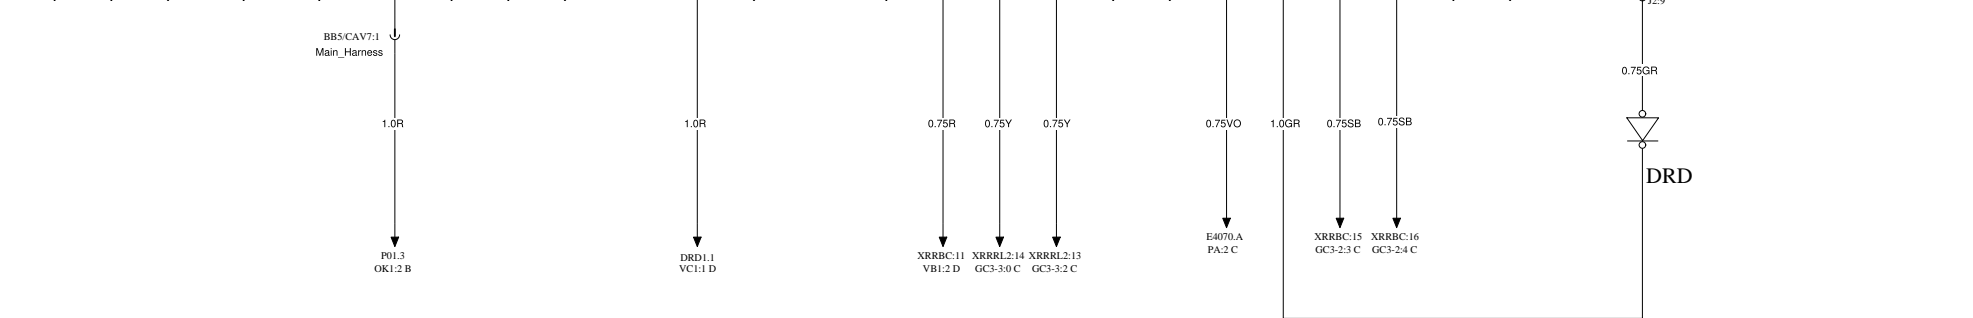 J2:9
BB5/CAV7:1
Main_Harness
0.75GR
1.0R
1.0R
0.75R
0.75Y
0.75Y
0.75VO
1.0GR
0.75SB
0.75SB
DRD
P01.3
OK1:2 B
DRD1.1
VC1:1 D
XRRBC:11
VB1:2 D
XRRRL2:14
GC3-3:0 C
XRRRL2:13
GC3-3:2 C
E4070.A
PA:2 C
XRRBC:15
GC3-2:3 C
XRRBC:16
GC3-2:4 C